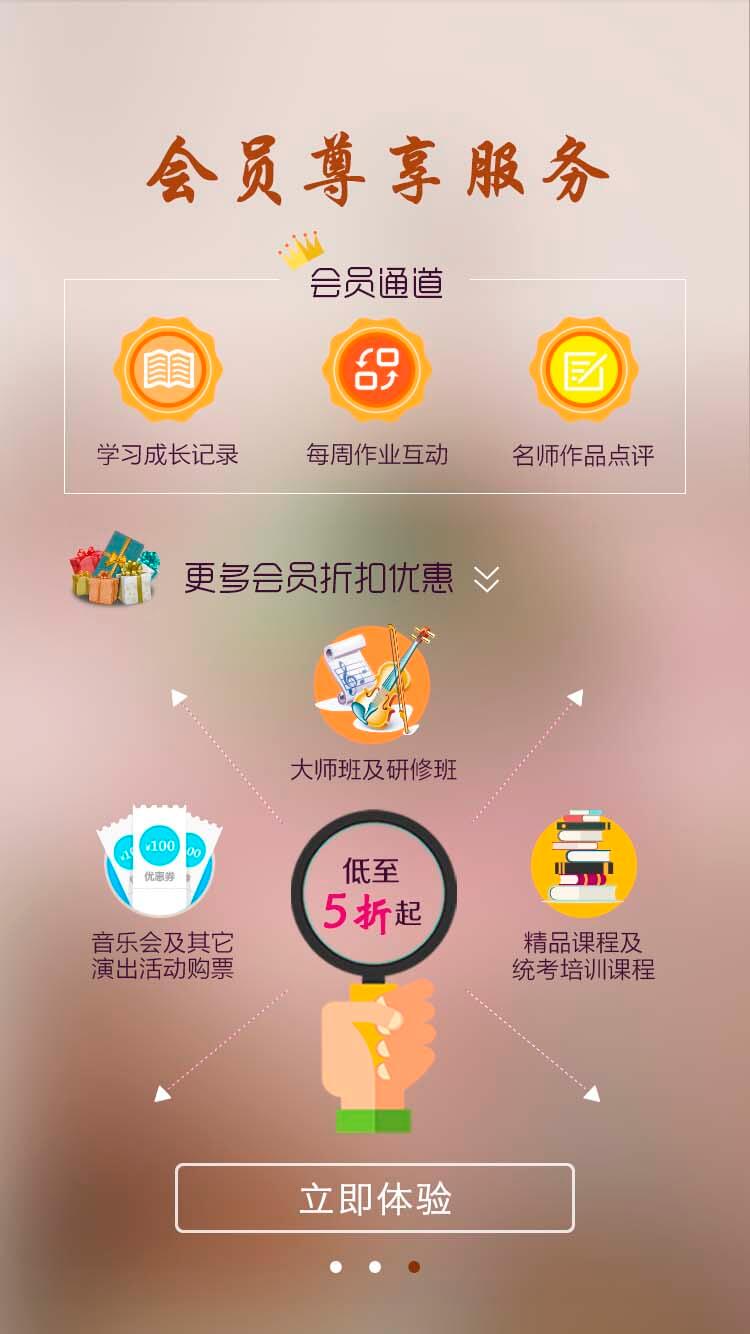 会员尊享服务
会员通道
学习成长记录
每周作业互动
名师作品点评
更多会员折扣优惠
大师班及研修班
¥100
优惠券
低至
5折起
音乐会及其它
演出活动购票
精品课程及
统考培训课程
立即体验